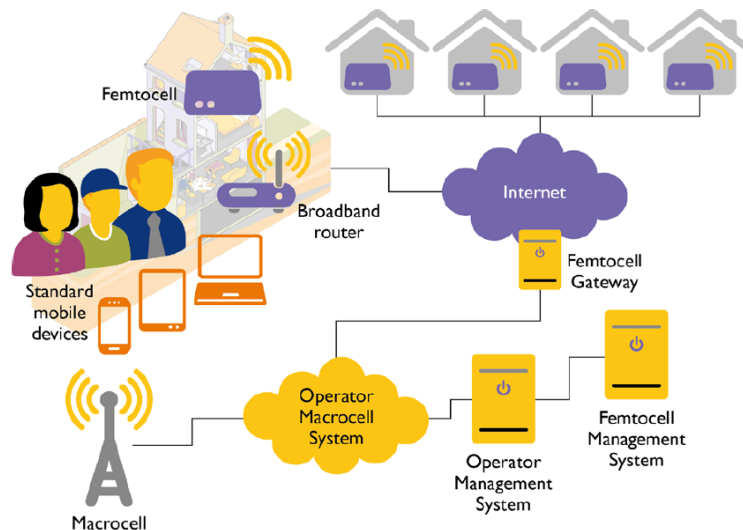 Femtocell
Internet
Broadband
router
Femtocell
Gateway
Standard
mobile
devices
Operator
Macrocell
System
Femtocell
Management
System
Operator
Management
System
Macrocell